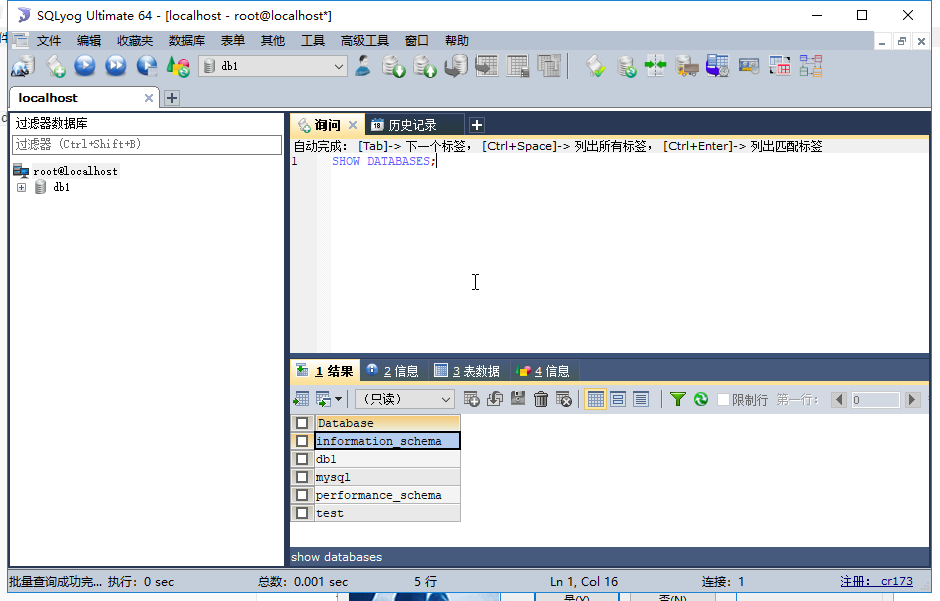 SQLyog Ultimate 64 - [localhost - root@localhost*]
文件 编辑 收藏夹 数据库 表单 其他 工具 高级工具 窗口 帮助
db1
localhost
过滤器数据库
过滤器 (Ctrl+Shift+B)
root@localhost
db1
询问 历史记录
自动完成: [Tab]-> 下一个标签, [Ctrl+Space]-> 列出所有标签, [Ctrl+Enter]-> 列出匹配标签
1 SHOW DATABASES;
1 结果 2 信息 3 表数据 4 信息
(只读) 限制行 第一行: 0
Database
information_schema
db1
mysql
performance_schema
test
show databases
批量查询成功完... 执行: 0 sec 总数: 0.001 sec 5 行 Ln 1, Col 16 连接: 1 注册: cr173